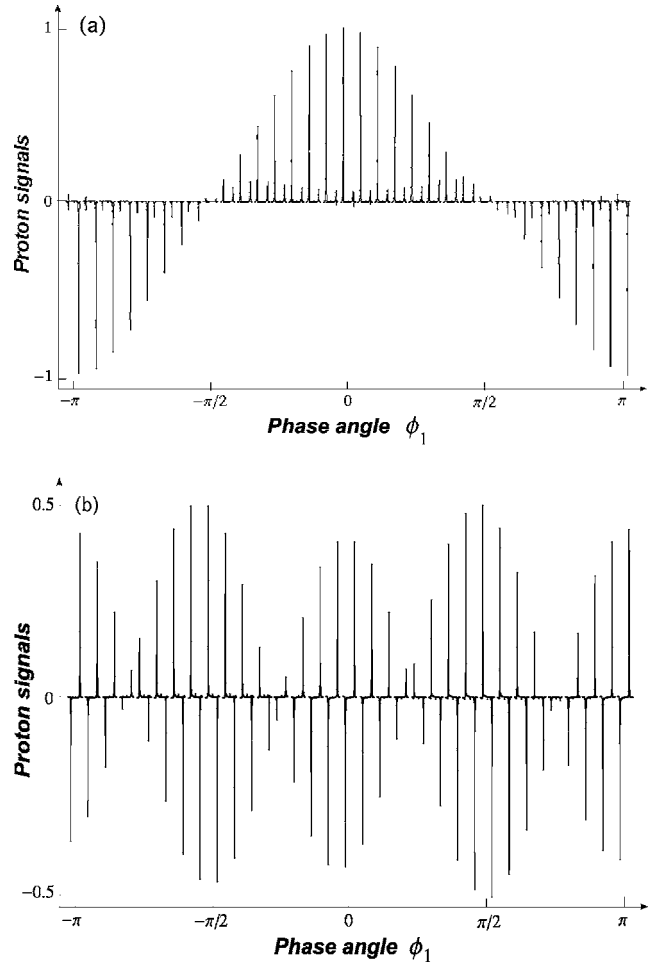 (a)
1
0
−1
Proton signals
−π −π/2 0 π/2 π
Phase angle ϕ₁
(b)
0.5
0
−0.5
Proton signals
−π −π/2 0 π/2 π
Phase angle ϕ₁